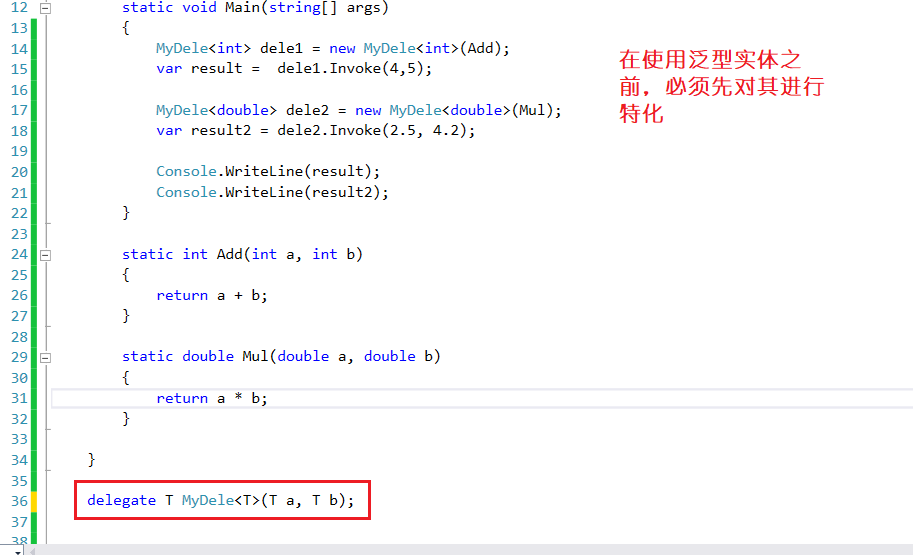 12 static void Main(string[] args)
13 {
14 MyDele<int> dele1 = new MyDele<int>(Add);
15 var result =  dele1.Invoke(4,5);
16
17 MyDele<double> dele2 = new MyDele<double>(Mul);
18 var result2 = dele2.Invoke(2.5, 4.2);
19
20 Console.WriteLine(result);
21 Console.WriteLine(result2);
22 }
23
24 static int Add(int a, int b)
25 {
26 return a + b;
27 }
28
29 static double Mul(double a, double b)
30 {
31 return a * b;
32 }
33
34 }
35
36 delegate T MyDele<T>(T a, T b);
37
38
在使用泛型实体之
前，必须先对其进行
特化